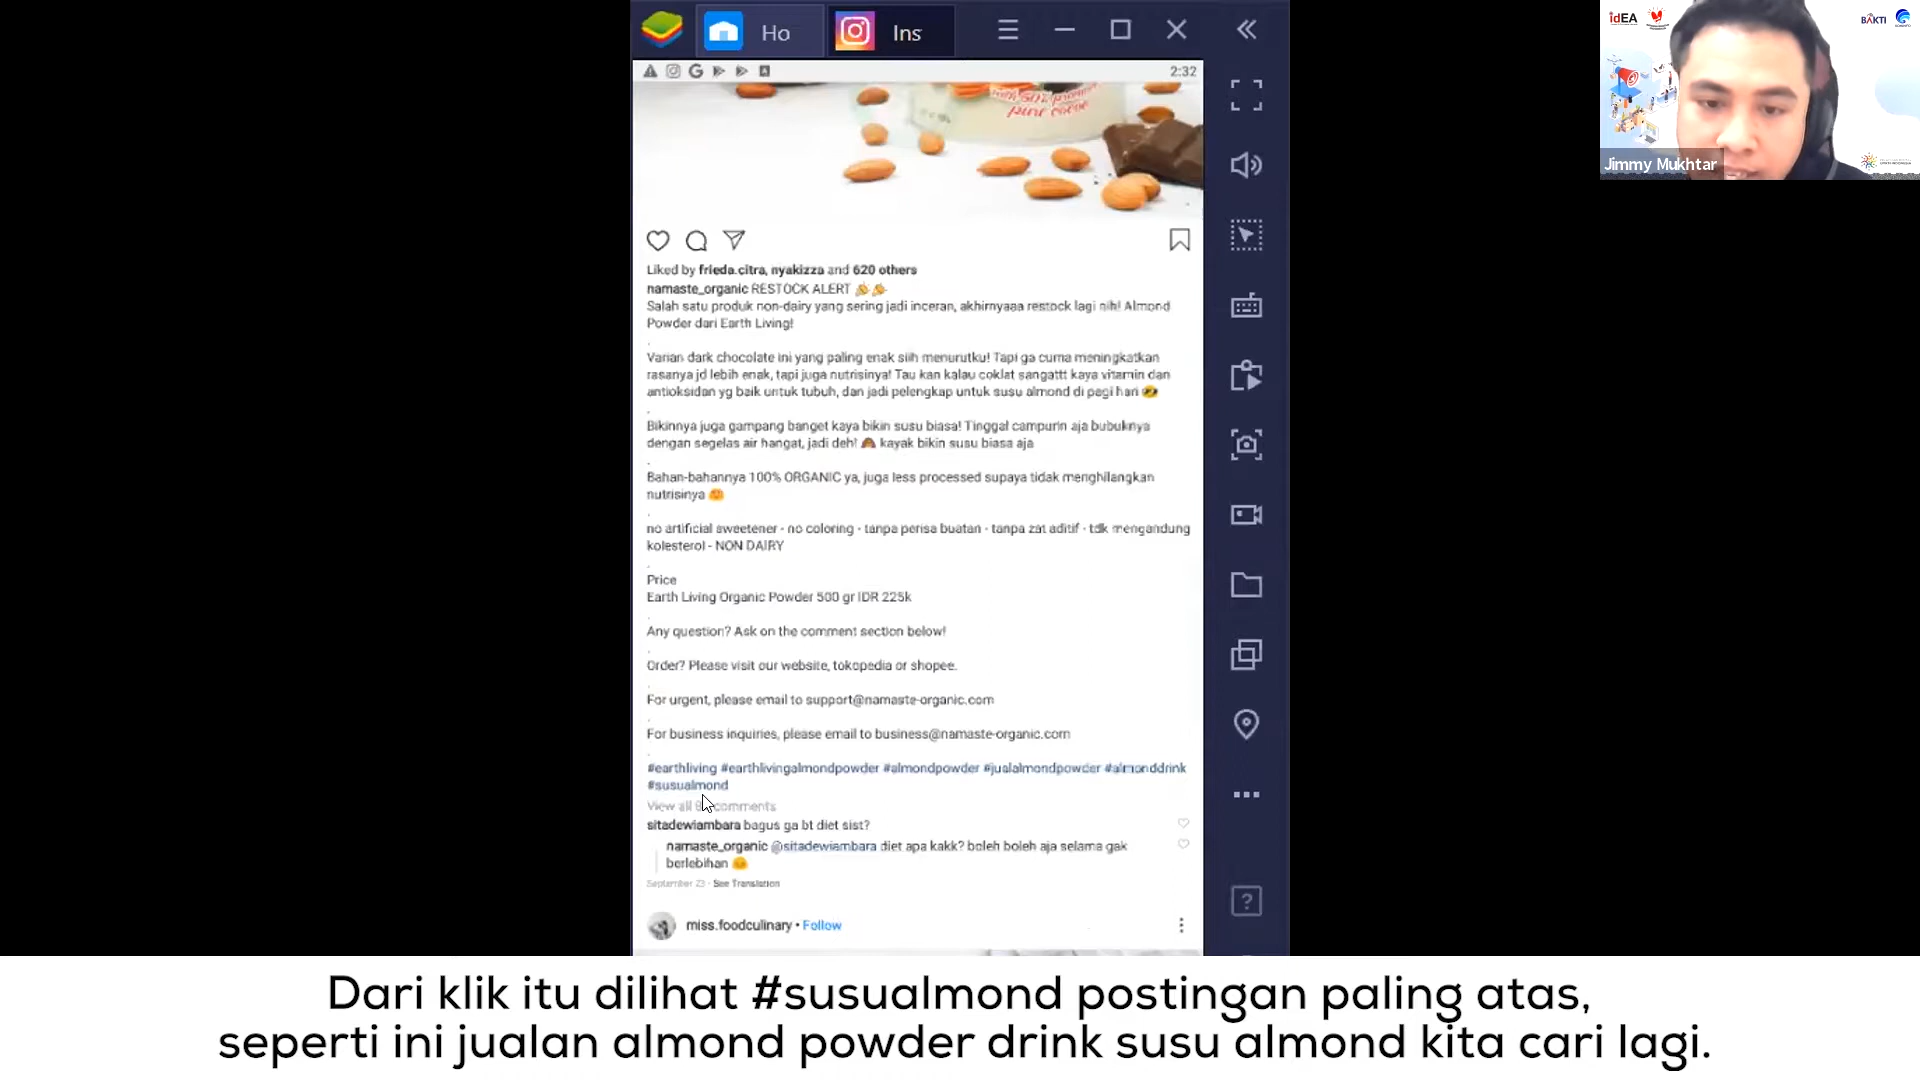 Ho
Ins
2:32
idEA
BAKTI
Jimmy Mukhtar
pure cocoa
Liked by frieda.citra, nyakizza and 620 others
namaste_organic RESTOCK ALERT
Salah satu produk non-dairy yang sering jadi inceran, akhirnyaaa restock lagi nih! Almond
Powder dari Earth Living!
.
Varian dark chocolate ini yang paling enak siih menurutku! Tapi ga cuma meningkatkan
rasanya jd lebih enak, tapi juga nutrisinya! Tau kan kalau coklat sangattt kaya vitamin dan
antioksidan yg baik untuk tubuh, dan jadi pelengkap untuk susu almond di pagi hari
.
Bikinnya juga gampang banget kaya bikin susu biasa! Tinggal campurin aja bubuknya
dengan segelas air hangat, jadi deh! kayak bikin susu biasa aja
.
Bahan-bahannya 100% ORGANIC ya, juga less processed supaya tidak menghilangkan
nutrisinya
.
no artificial sweetener - no coloring - tanpa perisa buatan - tanpa zat aditif - tdk mengandung
kolesterol - NON DAIRY
.
Price
Earth Living Organic Powder 500 gr IDR 225k
.
Any question? Ask on the comment section below!
.
Order? Please visit our website, tokopedia or shopee.
.
For urgent, please email to support@namaste-organic.com
.
For business inquiries, please email to business@namaste-organic.com
.
#earthliving #earthlivingalmondpowder #almondpowder #jualalmondpowder #almonddrink
#susualmond
View all comments
sitadewiambara bagus ga bt diet sist?
namaste_organic @sitadewiambara diet apa kakk? boleh boleh aja selama gak
berlebihan
September 23 · See Translation
miss.foodculinary • Follow
Dari klik itu dilihat #susualmond postingan paling atas,
seperti ini jualan almond powder drink susu almond kita cari lagi.